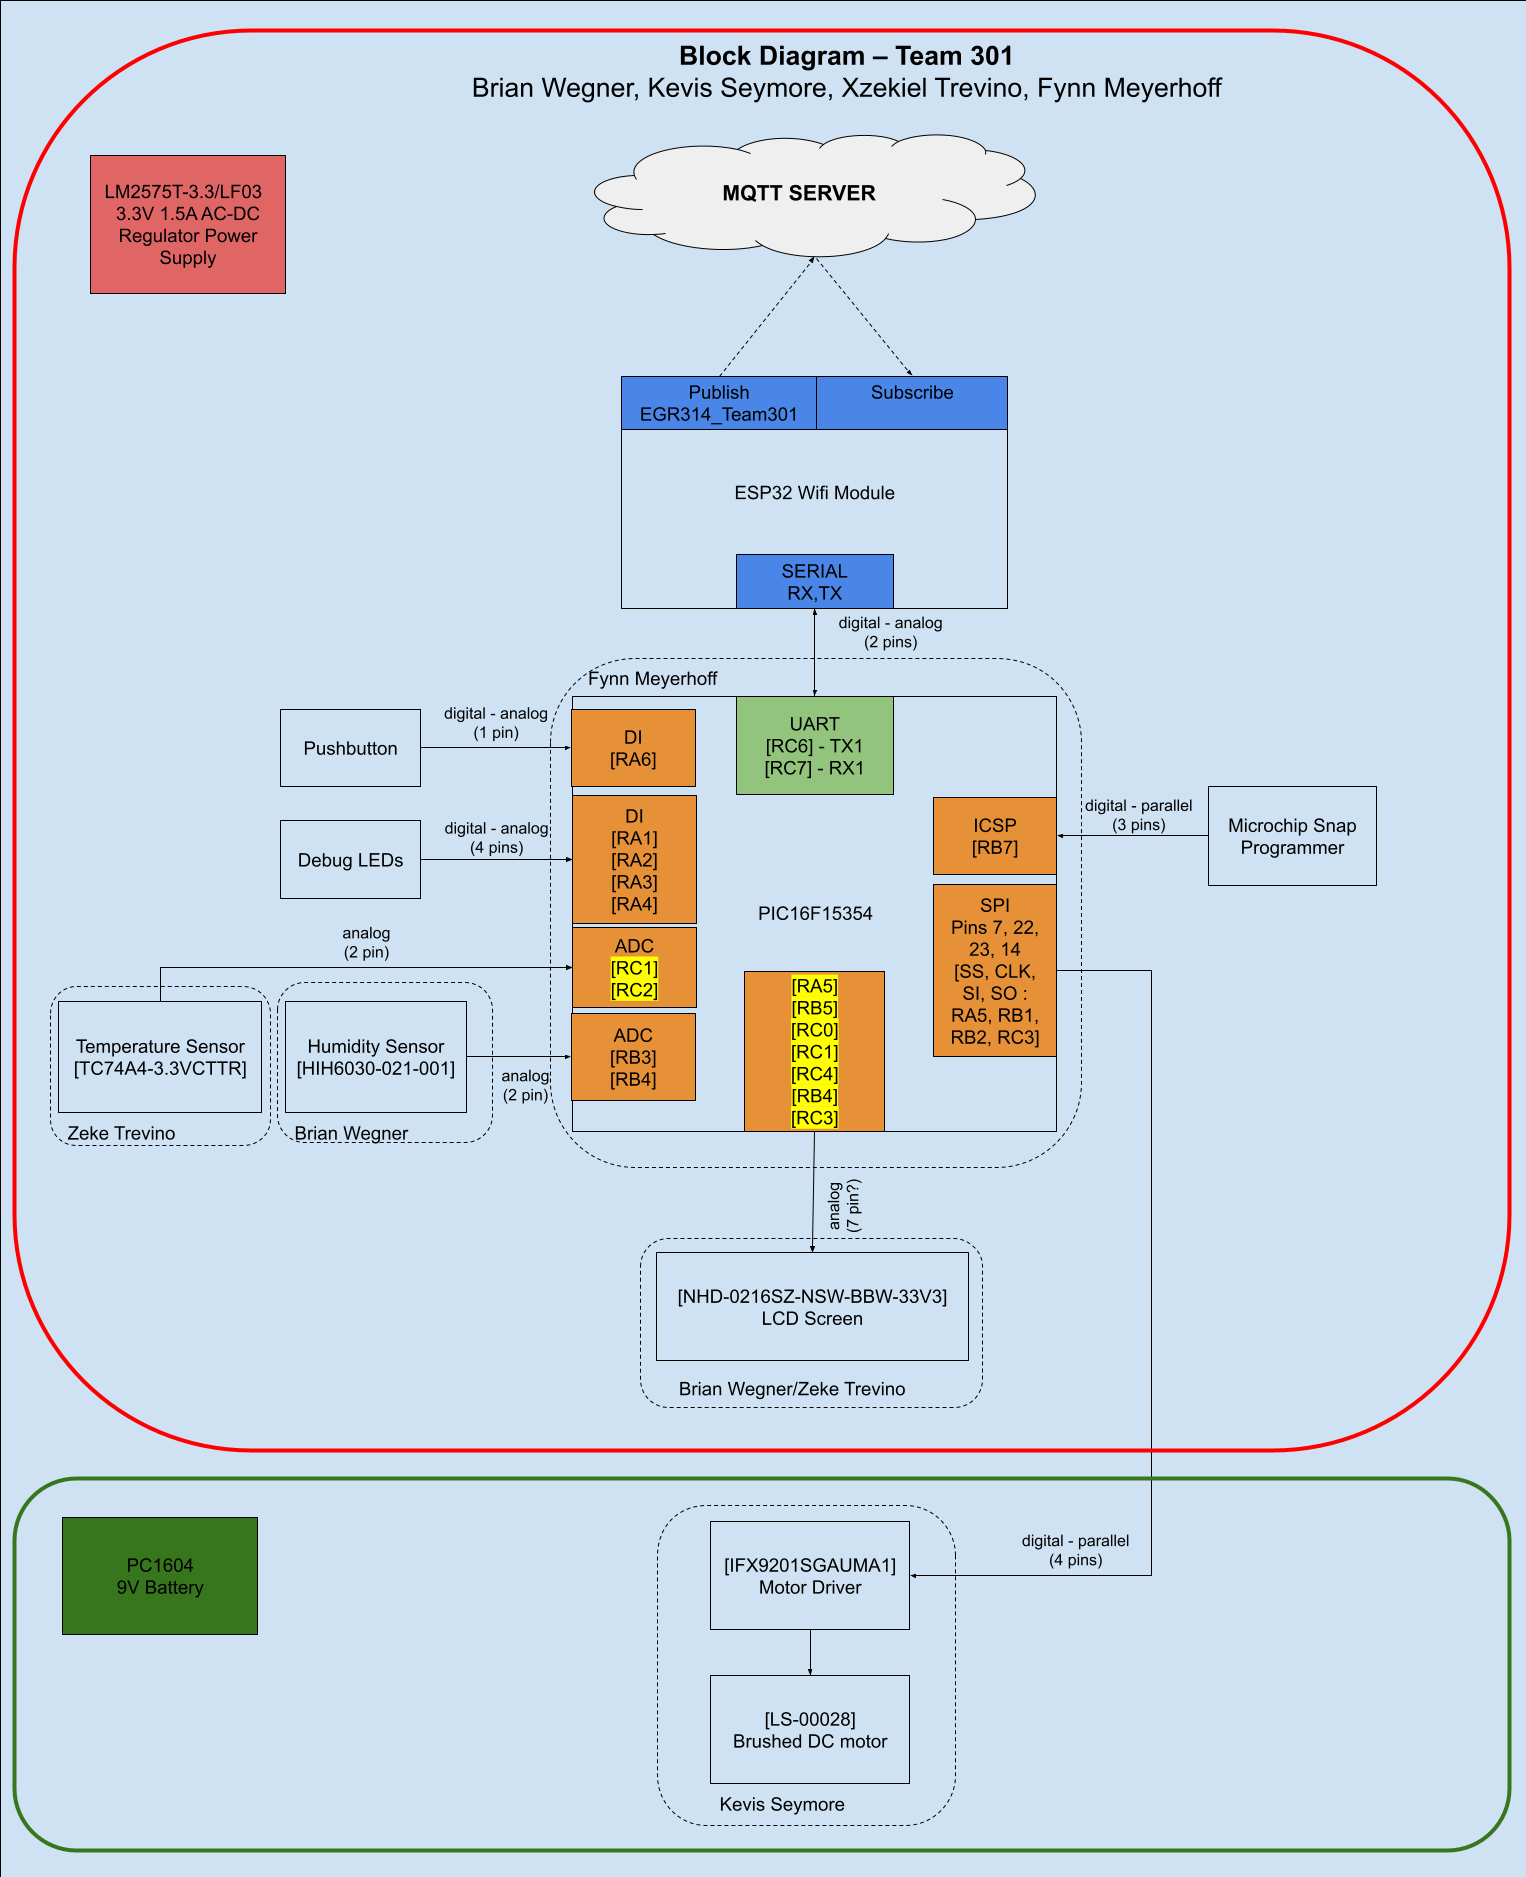 Block Diagram – Team 301
Brian Wegner, Kevis Seymore, Xzekiel Trevino, Fynn Meyerhoff
LM2575T-3.3/LF03
3.3V 1.5A AC-DC
Regulator Power
Supply
MQTT SERVER
Publish
EGR314_Team301
Subscribe
ESP32 Wifi Module
SERIAL
RX,TX
digital - analog
(2 pins)
Fynn Meyerhoff
Pushbutton
digital - analog
(1 pin)
DI
[RA6]
UART
[RC6] - TX1
[RC7] - RX1
Debug LEDs
digital - analog
(4 pins)
DI
[RA1]
[RA2]
[RA3]
[RA4]
ICSP
[RB7]
digital - parallel
(3 pins)
Microchip Snap
Programmer
PIC16F15354
SPI
Pins 7, 22,
23, 14
[SS, CLK,
SI, SO :
RA5, RB1,
RB2, RC3]
analog
(2 pin)
ADC
[RC1]
[RC2]
Temperature Sensor
[TC74A4-3.3VCTTR]
Zeke Trevino
Humidity Sensor
[HIH6030-021-001]
Brian Wegner
analog
(2 pin)
ADC
[RB3]
[RB4]
[RA5]
[RB5]
[RC0]
[RC1]
[RC4]
[RB4]
[RC3]
analog
(7 pin?)
[NHD-0216SZ-NSW-BBW-33V3]
LCD Screen
Brian Wegner/Zeke Trevino
PC1604
9V Battery
[IFX9201SGAUMA1]
Motor Driver
digital - parallel
(4 pins)
[LS-00028]
Brushed DC motor
Kevis Seymore